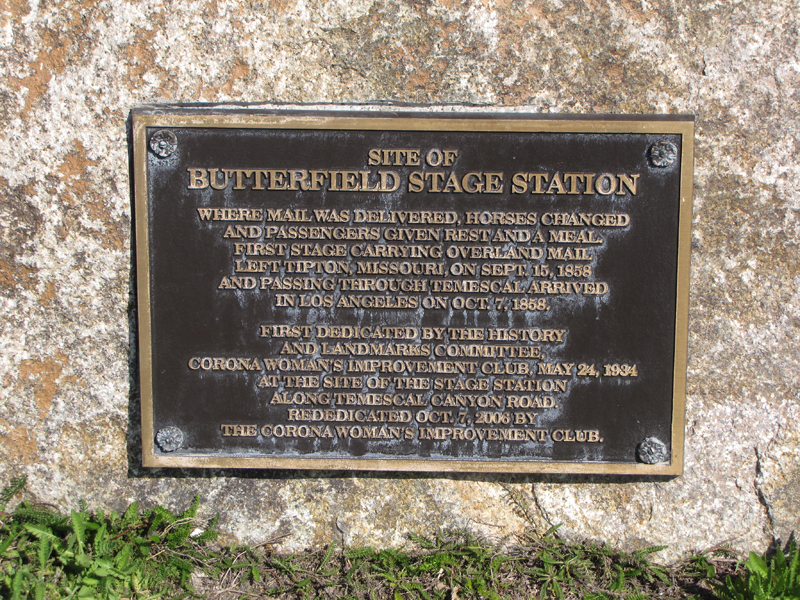 SITE OF
BUTTERFIELD STAGE STATION
WHERE MAIL WAS DELIVERED, HORSES CHANGED
AND PASSENGERS GIVEN REST AND A MEAL.
FIRST STAGE CARRYING OVERLAND MAIL
LEFT TIPTON, MISSOURI, ON SEPT. 15, 1858
AND PASSING THROUGH TEMESCAL ARRIVED
IN LOS ANGELES ON OCT. 7, 1858.
FIRST DEDICATED BY THE HISTORY
AND LANDMARKS COMMITTEE,
CORONA WOMAN'S IMPROVEMENT CLUB, MAY 24, 1934
AT THE SITE OF THE STAGE STATION
ALONG TEMESCAL CANYON ROAD.
REDEDICATED OCT. 7, 2006 BY
THE CORONA WOMAN'S IMPROVEMENT CLUB.